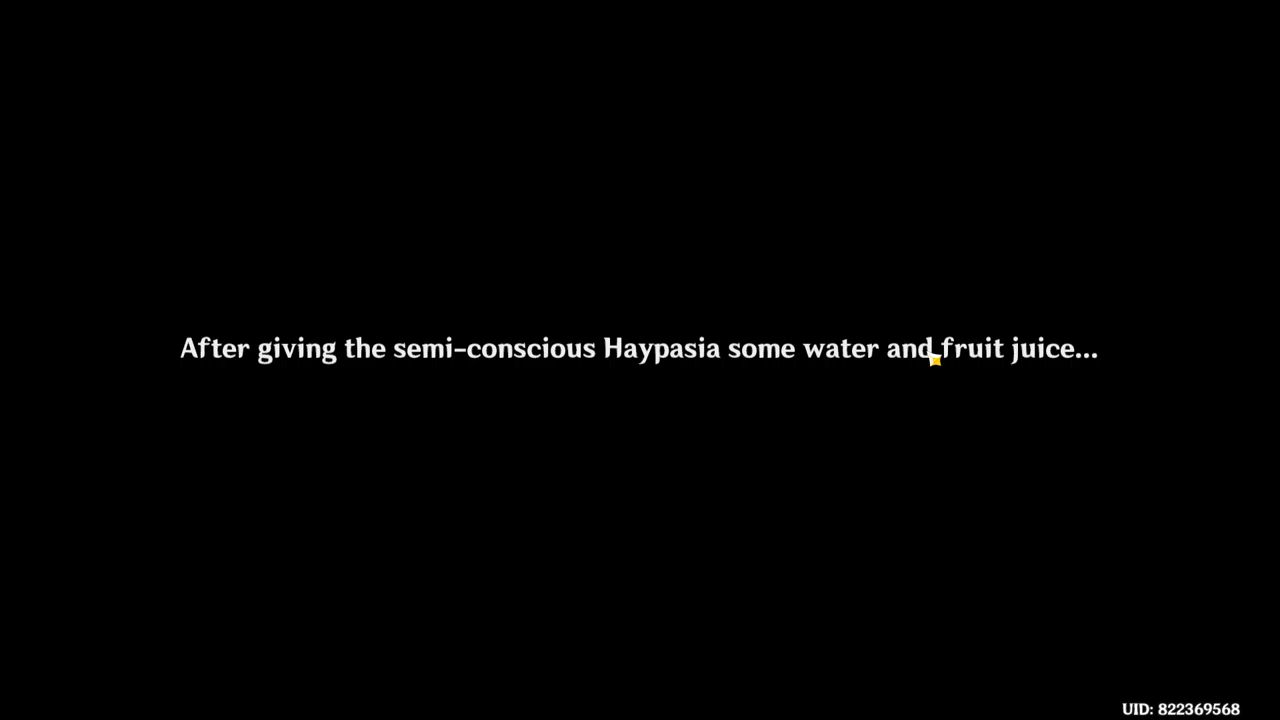 After giving the semi-conscious Haypasia some water and fruit juice...
UID: 822369568